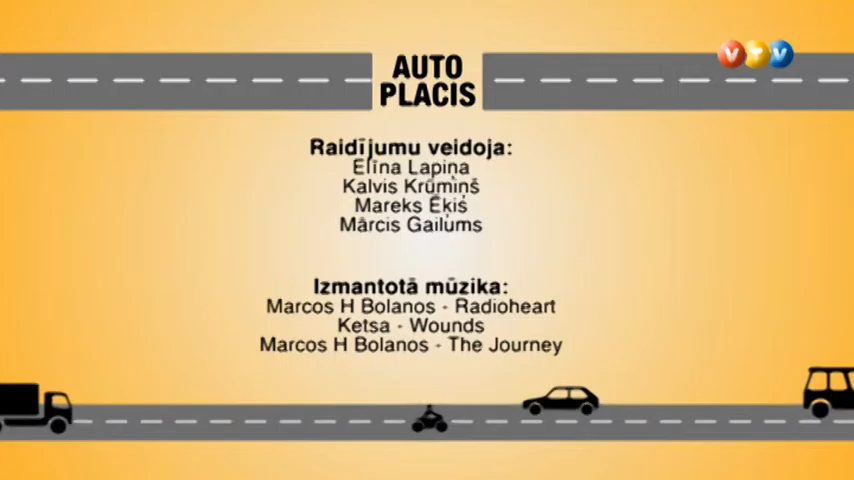 VTV
AUTO
PLACIS
Raidījumu veidoja:
Elīna Lapiņa
Kalvis Krūmiņš
Mareks Ēķis
Mārcis Gailums
Izmantotā mūzika:
Marcos H Bolanos - Radioheart
Ketsa - Wounds
Marcos H Bolanos - The Journey